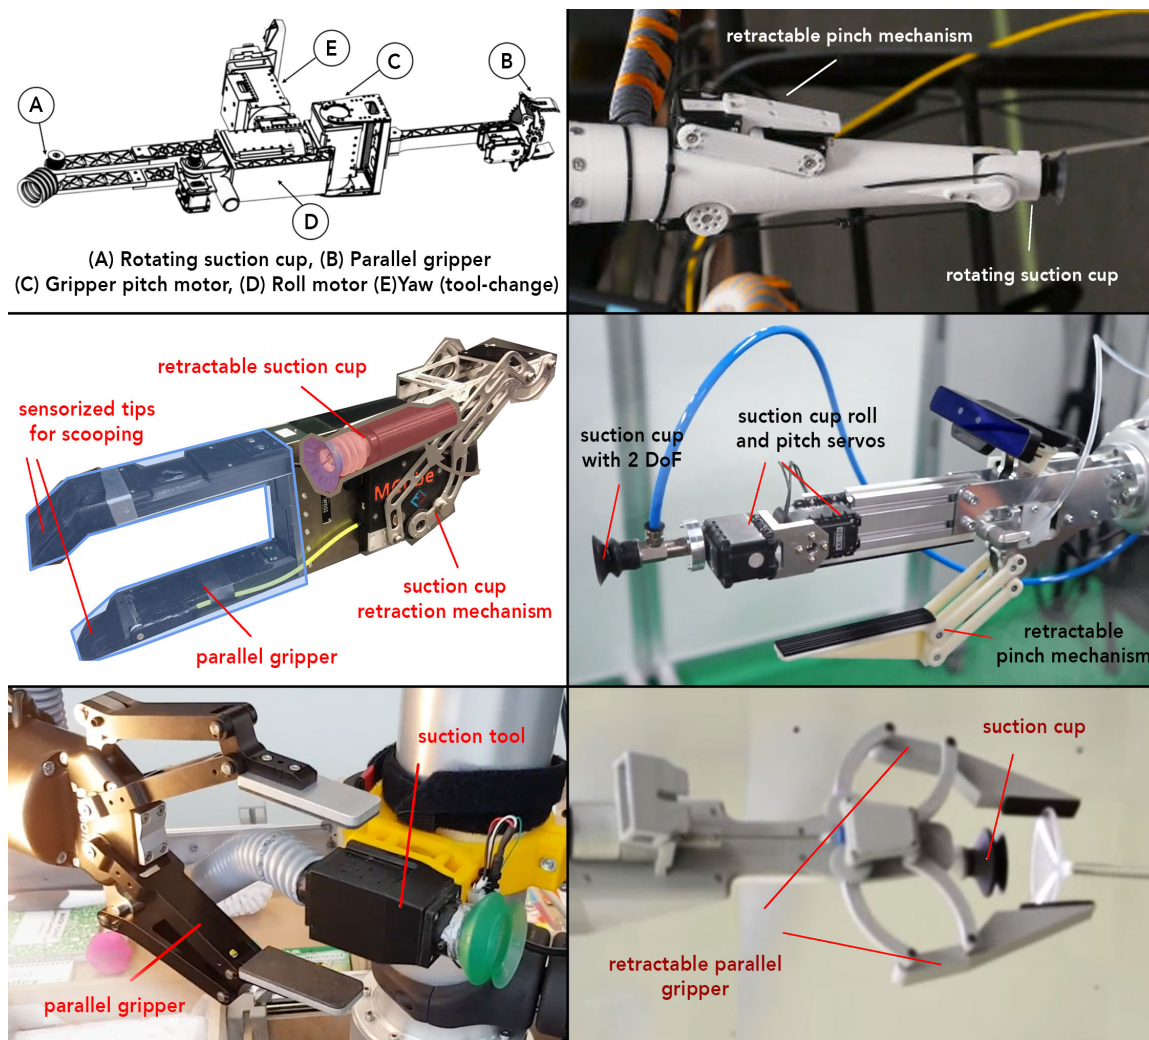 E
C
B
A
D
(A) Rotating suction cup, (B) Parallel gripper
(C) Gripper pitch motor, (D) Roll motor (E)Yaw (tool-change)
retractable pinch mechanism
rotating suction cup
retractable suction cup
sensorized tips
for scooping
suction cup
retraction mechanism
parallel gripper
suction cup
with 2 DoF
suction cup roll
and pitch servos
retractable
pinch mechanism
suction tool
parallel gripper
suction cup
retractable parallel
gripper